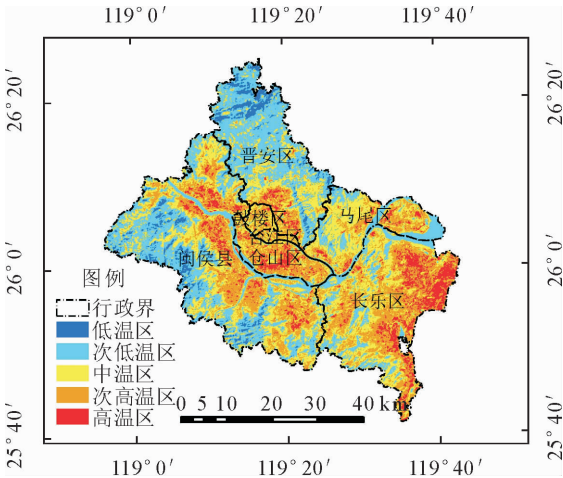 119°0′ 119°20′ 119°40′
26°20′ 26°20′
晋安区
鼓楼区 马尾区
台江区
26°0′ 闽侯县 仓山区 26°0′
长乐区
图例
行政界
低温区
次低温区
中温区
次高温区
高温区
0 5 10 20 30 40 km
25°40′ 25°40′
119°0′ 119°20′ 119°40′